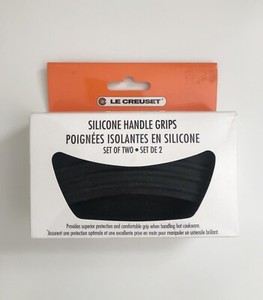 LE CREUSET
SILICONE HANDLE GRIPS
POIGNÉES ISOLANTES EN SILICONE
SET OF TWO • SET DE 2
Provides superior protection and comfortable grip when handling hot cookware.
Assurent une protection optimale et une excellente prise en main pour manipuler un ustensile brûlant.